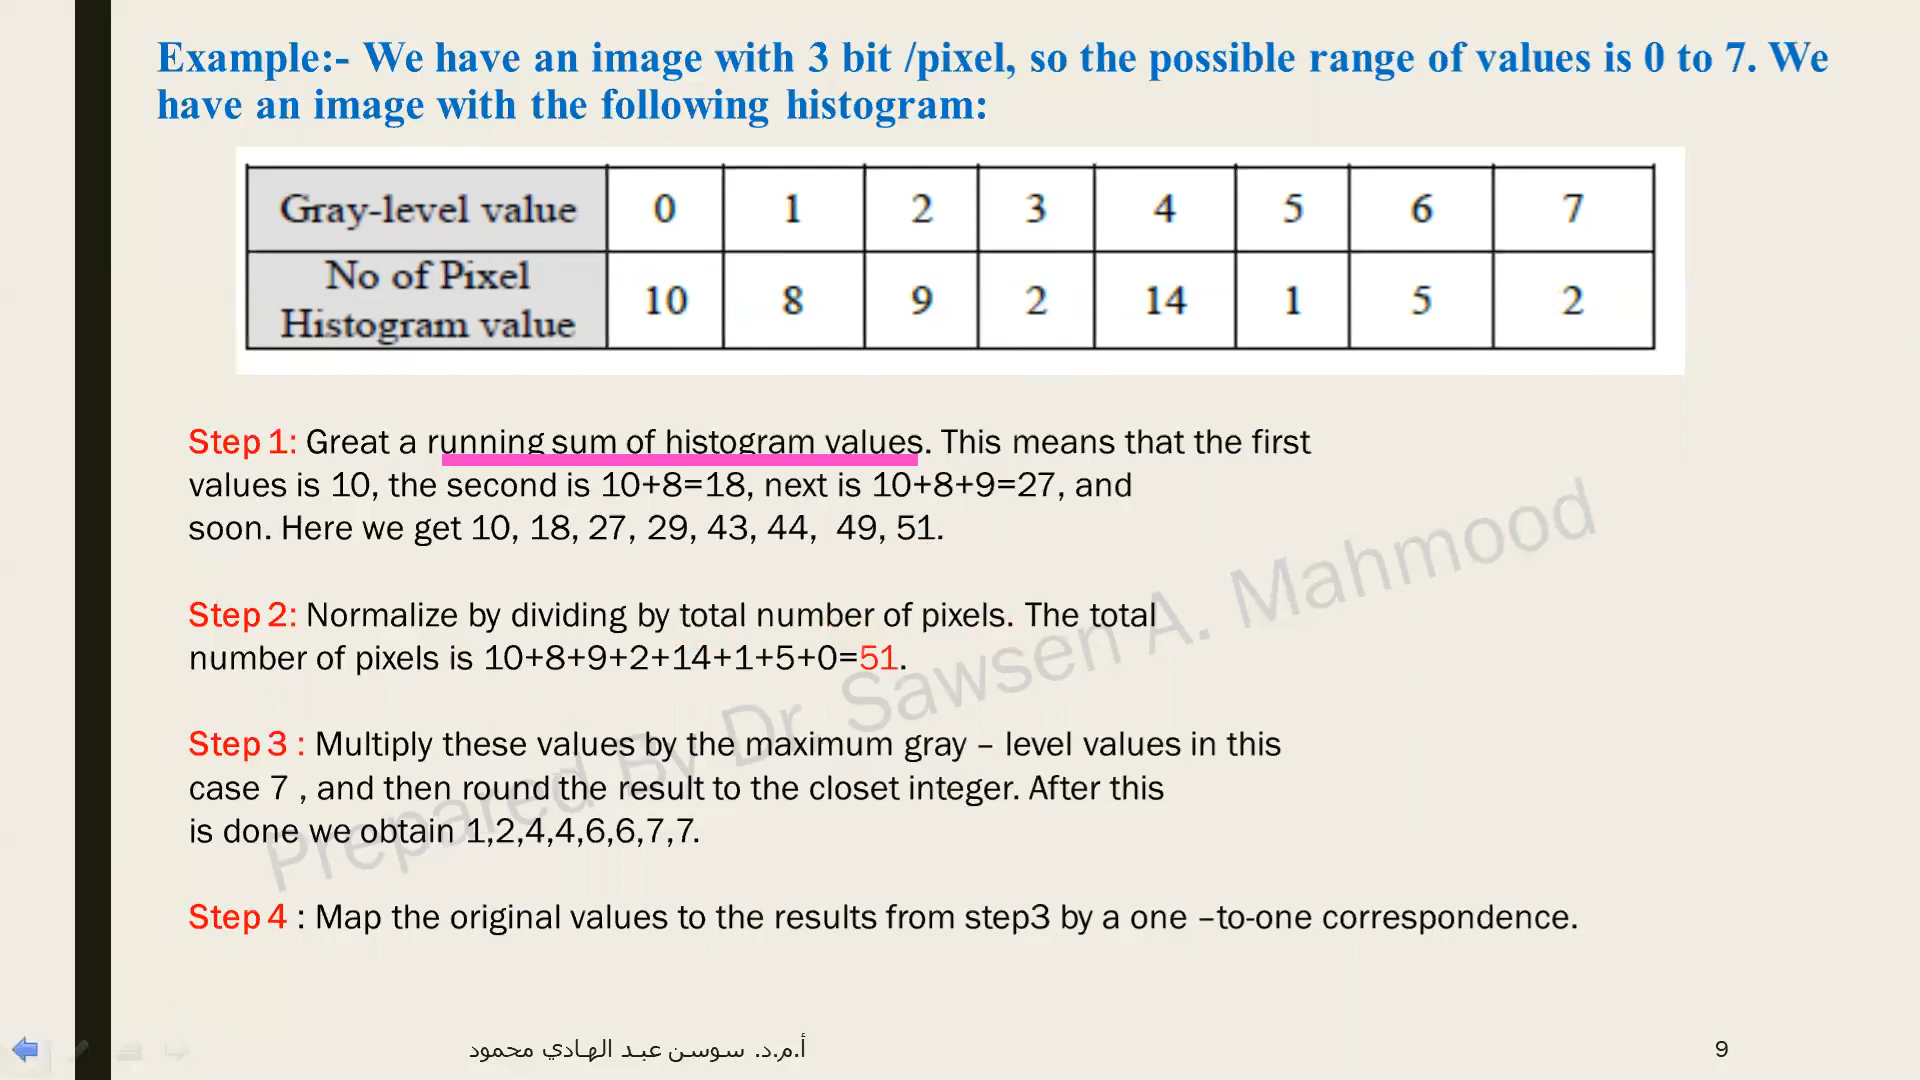 Example:- We have an image with 3 bit /pixel, so the possible range of values is 0 to 7. We
have an image with the following histogram:
Gray-level value 0 1 2 3 4 5 6 7
No of Pixel
Histogram value 10 8 9 2 14 1 5 2
Step 1: Great a running sum of histogram values. This means that the first
values is 10, the second is 10+8=18, next is 10+8+9=27, and
soon. Here we get 10, 18, 27, 29, 43, 44, 49, 51.
Step 2: Normalize by dividing by total number of pixels. The total
number of pixels is 10+8+9+2+14+1+5+0=51.
Step 3 : Multiply these values by the maximum gray – level values in this
case 7 , and then round the result to the closet integer. After this
is done we obtain 1,2,4,4,6,6,7,7.
Step 4 : Map the original values to the results from step3 by a one –to-one correspondence.
Prepared By Dr. Sawsen A. Mahmood
أ.م.د. سوسن عبد الهادي محمود
9